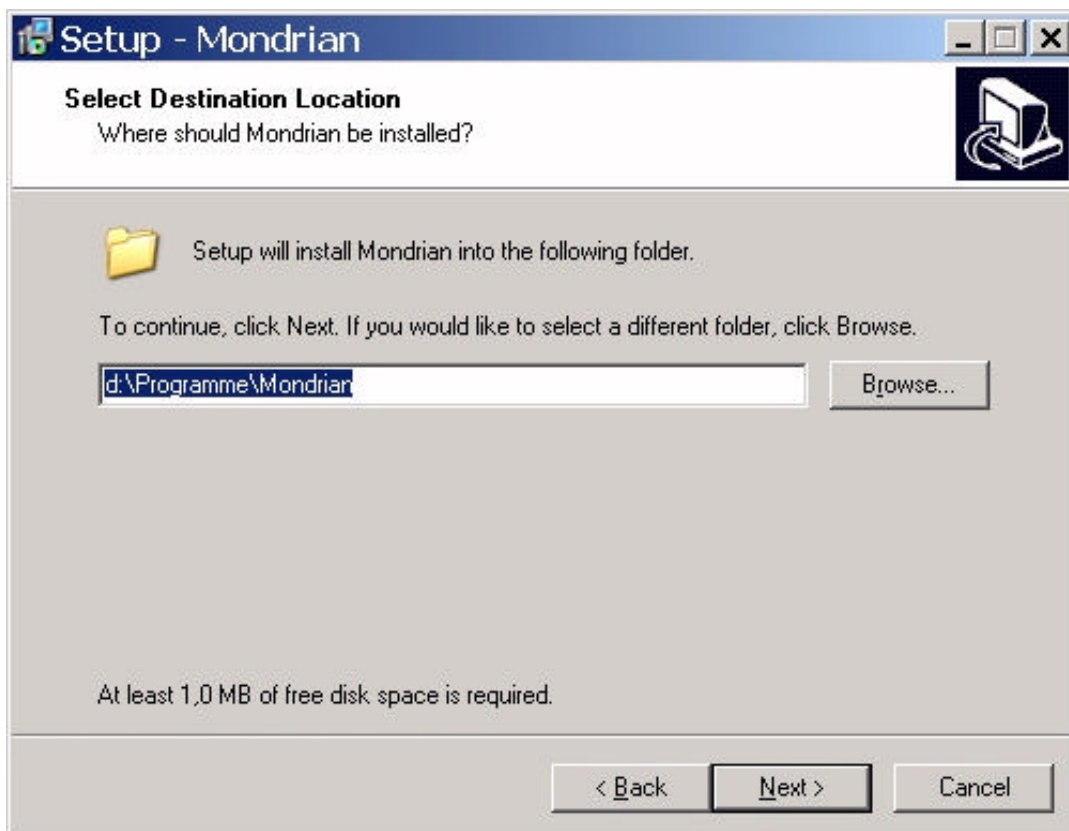 Setup - Mondrian
Select Destination Location
Where should Mondrian be installed?
Setup will install Mondrian into the following folder.
To continue, click Next. If you would like to select a different folder, click Browse.
d:\Programme\Mondrian
Browse...
At least 1,0 MB of free disk space is required.
< Back
Next >
Cancel